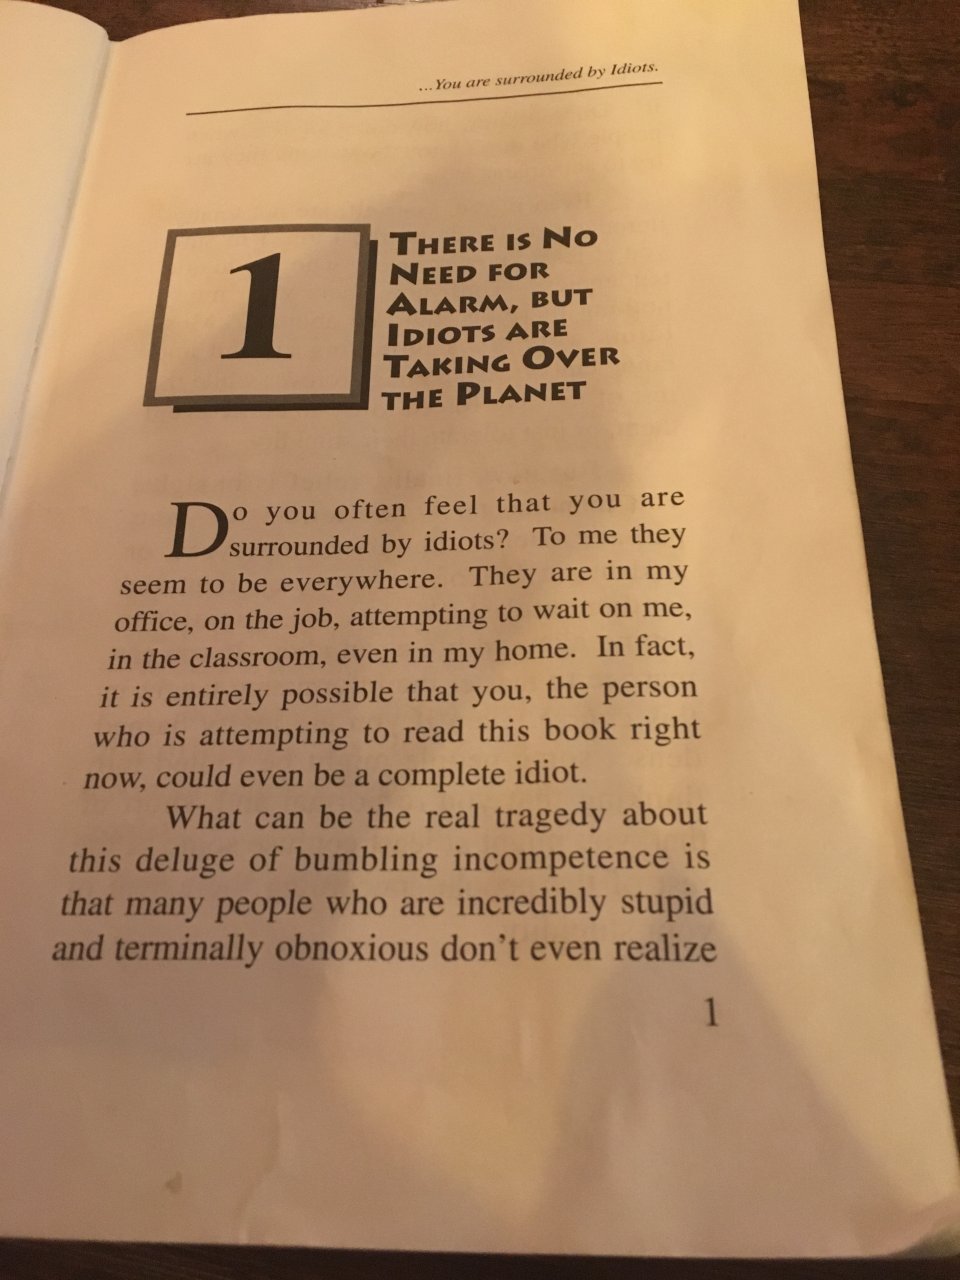 ...You are surrounded by Idiots.
1
THERE IS NO
NEED FOR
ALARM, BUT
IDIOTS ARE
TAKING OVER
THE PLANET
Do you often feel that you are
surrounded by idiots? To me they
seem to be everywhere. They are in my
office, on the job, attempting to wait on me,
in the classroom, even in my home. In fact,
it is entirely possible that you, the person
who is attempting to read this book right
now, could even be a complete idiot.
What can be the real tragedy about
this deluge of bumbling incompetence is
that many people who are incredibly stupid
and terminally obnoxious don't even realize
1